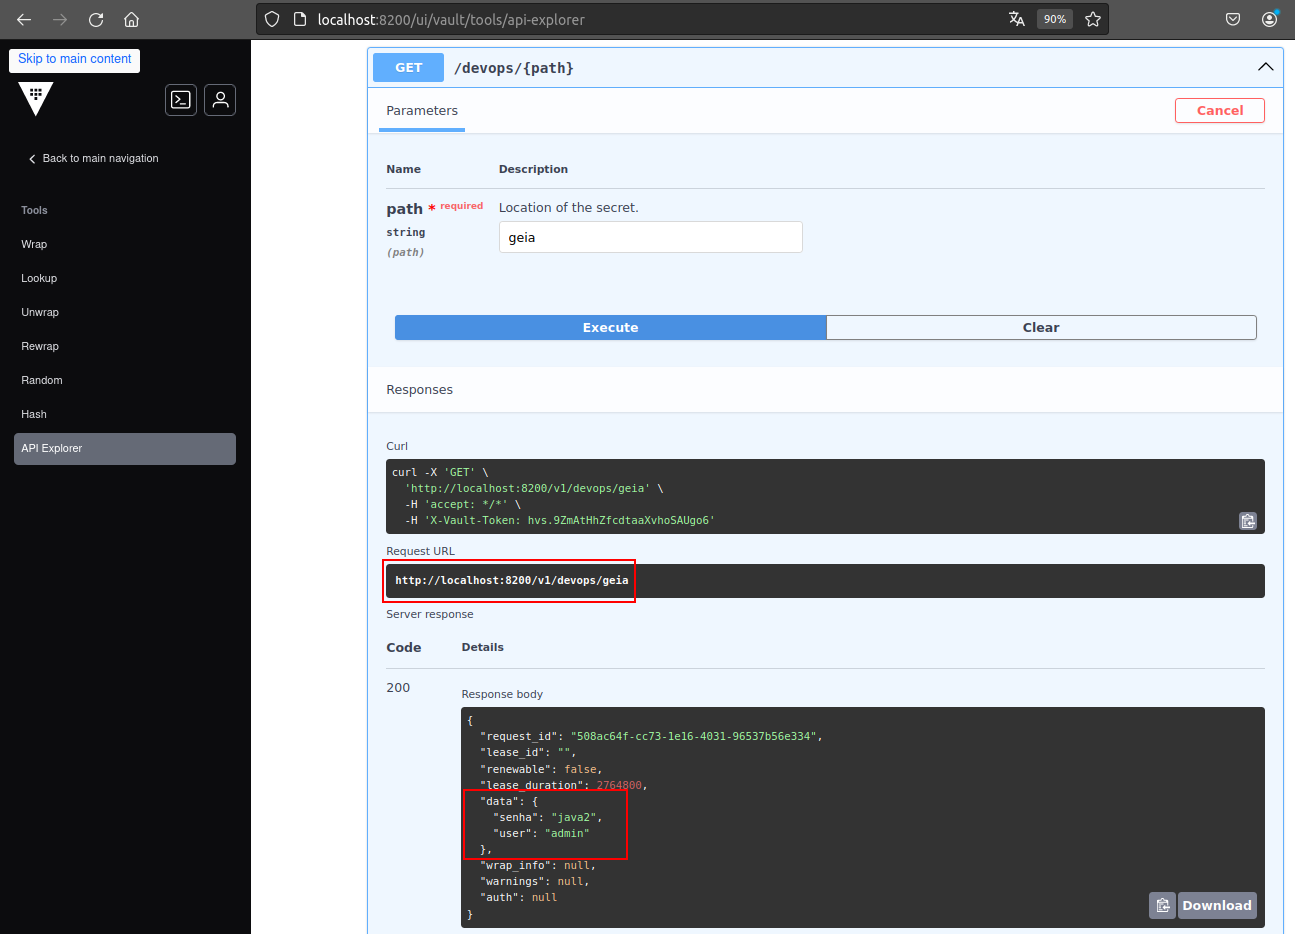 localhost:8200/ui/vault/tools/api-explorer
90%
Skip to main content
Back to main navigation
Tools
Wrap
Lookup
Unwrap
Rewrap
Random
Hash
API Explorer
GET /devops/{path}
Parameters
Cancel
Name Description
path * required Location of the secret.
string geia
(path)
Execute Clear
Responses
Curl
curl -X 'GET' \
'http://localhost:8200/v1/devops/geia' \
-H 'accept: */*' \
-H 'X-Vault-Token: hvs.9ZmAtHhZfcdtaaXvhoSAUgo6'
Request URL
http://localhost:8200/v1/devops/geia
Server response
Code Details
200
Response body
{
"request_id": "508ac64f-cc73-1e16-4031-96537b56e334",
"lease_id": "",
"renewable": false,
"lease_duration": 2764800,
"data": {
"senha": "java2",
"user": "admin"
},
"wrap_info": null,
"warnings": null,
"auth": null
}
Download